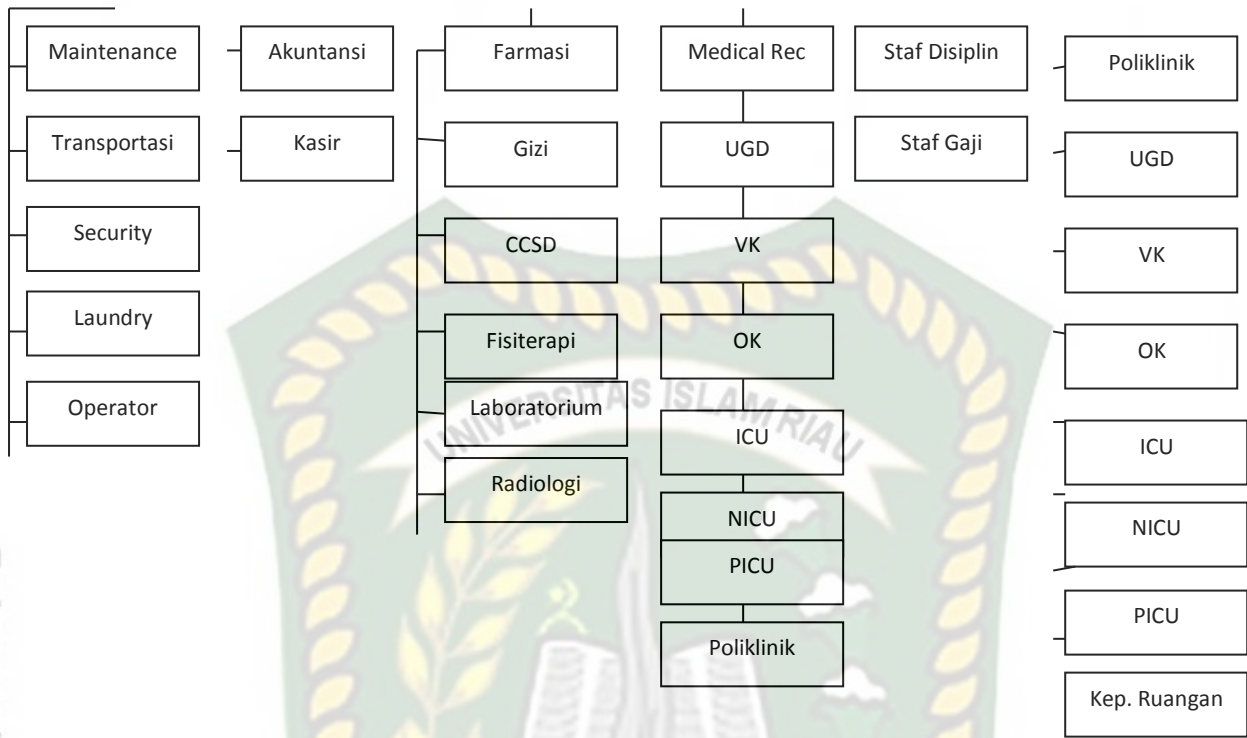 Maintenance
Transportasi
Security
Laundry
Operator
Akuntansi
Kasir
Farmasi
Gizi
CCSD
Fisiterapi
Laboratorium
Radiologi
Medical Rec
UGD
VK
OK
ICU
NICU
PICU
Poliklinik
Staf Disiplin
Staf Gaji
Poliklinik
UGD
VK
OK
ICU
NICU
PICU
Kep. Ruangan
UNIVERSITAS ISLAM RIAU